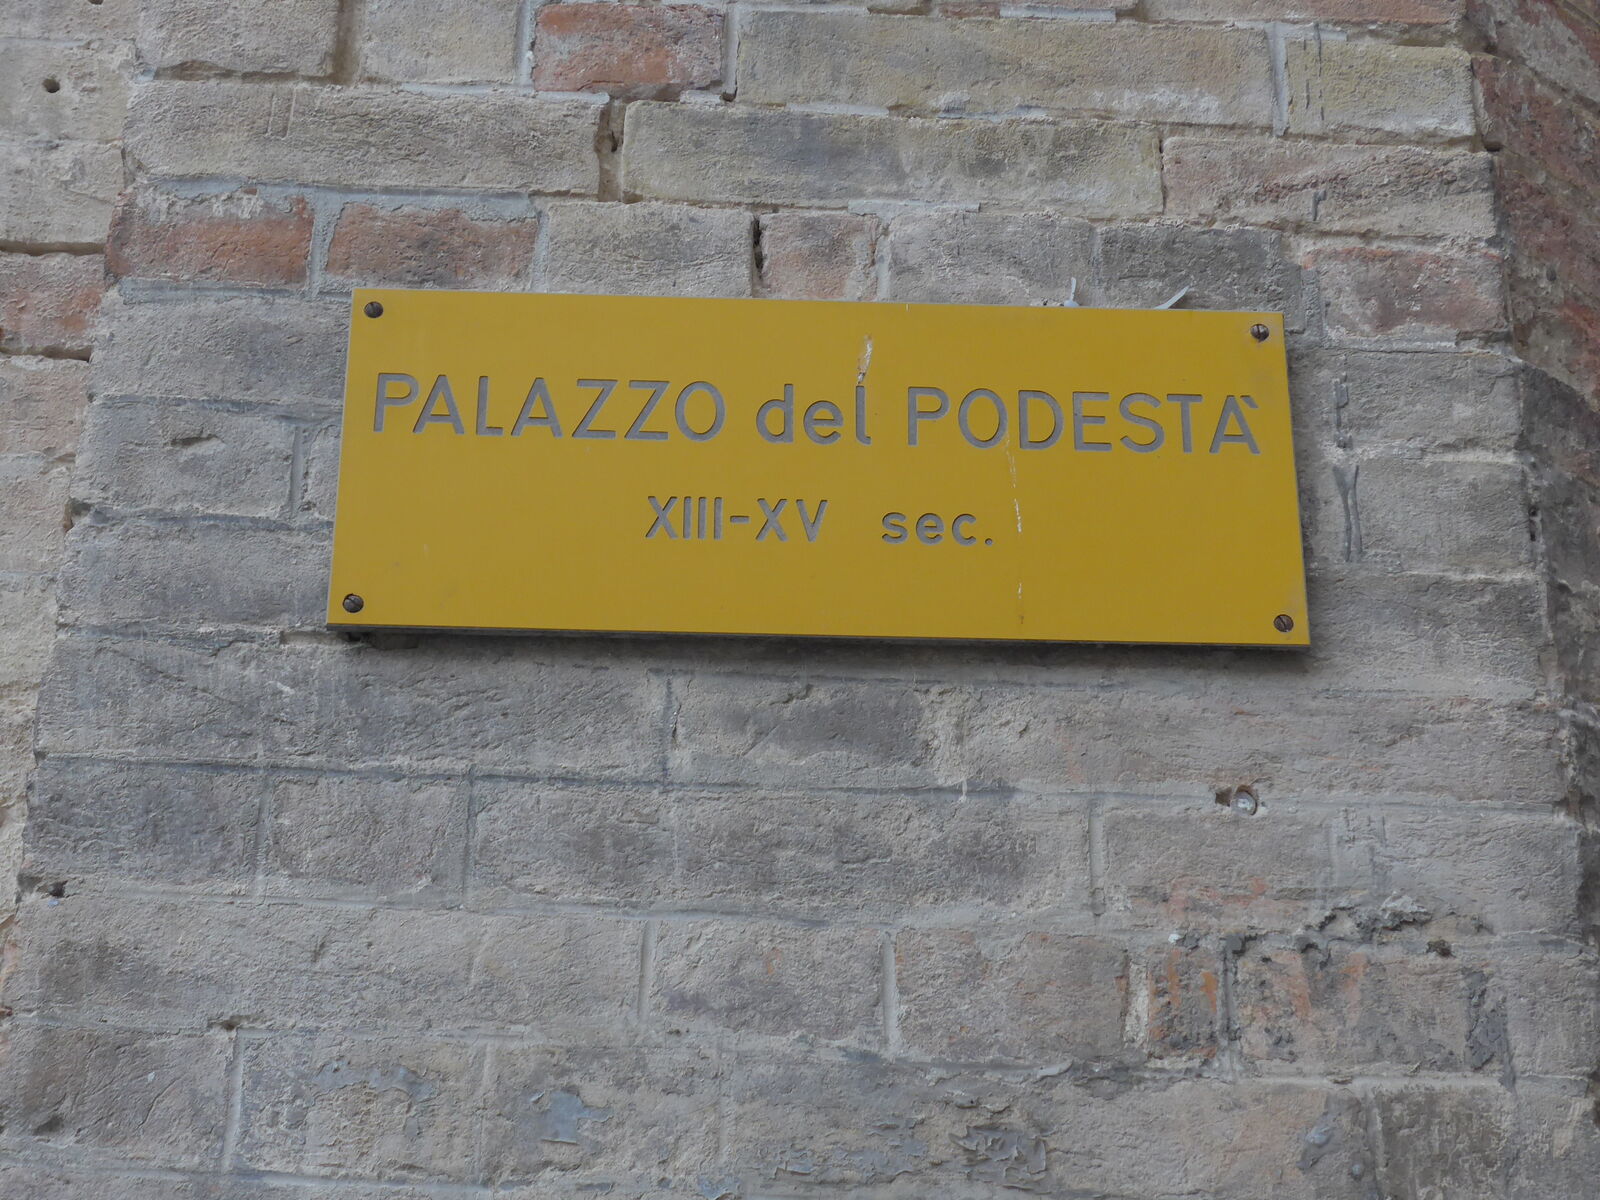 PALAZZO del PODESTÀ
XIII-XV sec.